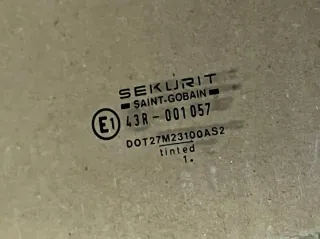 SEKURIT
SAINT-GOBAIN
E1 43R-001057
DOT27M23100AS2
tinted
1.